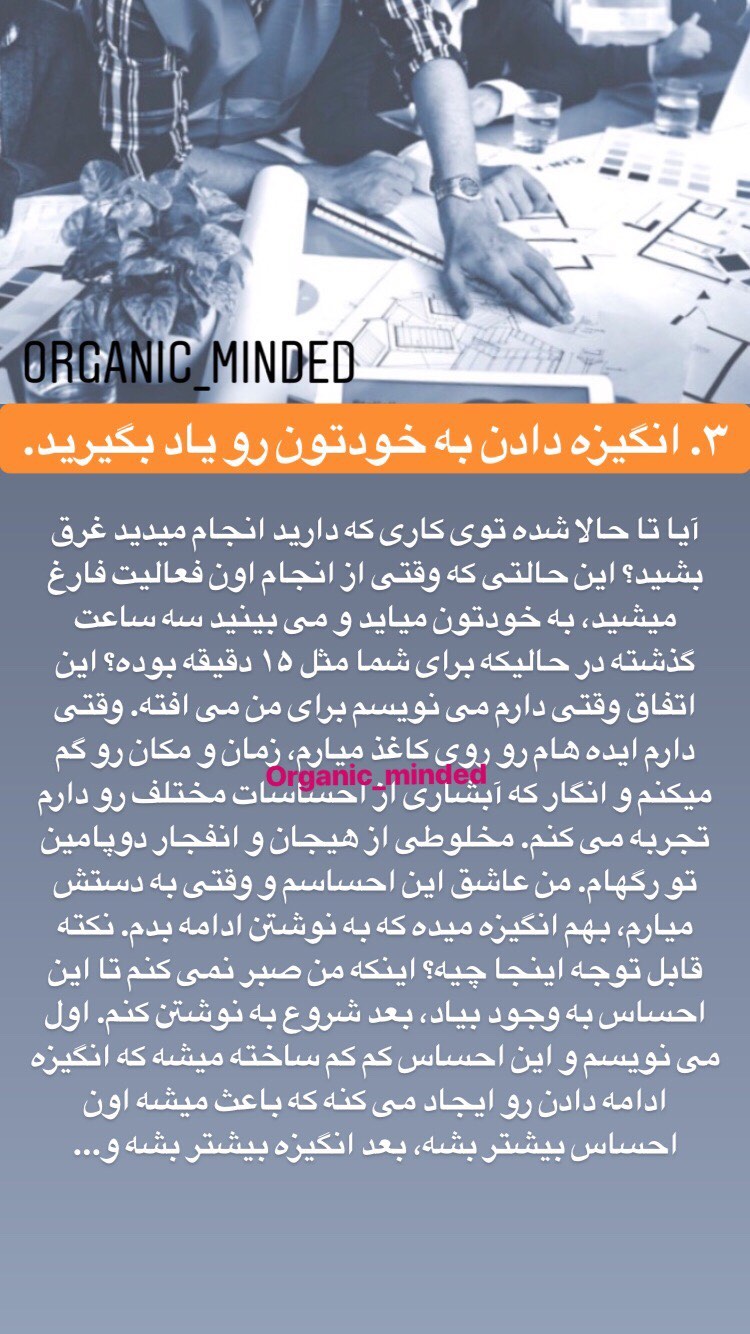 ORGANIC_MINDED
۳. انگیزه دادن به خودتون رو یاد بگیرید.
آیا تا حالا شده توی کاری که دارید انجام میدید غرق
بشید؟ این حالتی که وقتی از انجام اون فعالیت فارغ
میشید، به خودتون میاید و می بینید سه ساعت
گذشته در حالیکه برای شما مثل ۱۵ دقیقه بوده؟ این
اتفاق وقتی دارم می نویسم برای من می افته. وقتی
دارم ایده هام رو روی کاغذ میارم، زمان و مکان رو گم
Organic_minded
میکنم و انگار که آبشاری از احساسات مختلف رو دارم
تجربه می کنم. مخلوطی از هیجان و انفجار دوپامین
تو رگهام. من عاشق این احساسم و وقتی به دستش
میارم، بهم انگیزه میده که به نوشتن ادامه بدم. نکته
قابل توجه اینجا چیه؟ اینکه من صبر نمی کنم تا این
احساس به وجود بیاد، بعد شروع به نوشتن کنم. اول
می نویسم و این احساس کم کم ساخته میشه که انگیزه
ادامه دادن رو ایجاد می کنه که باعث میشه اون
احساس بیشتر بشه، بعد انگیزه بیشتر بشه و...